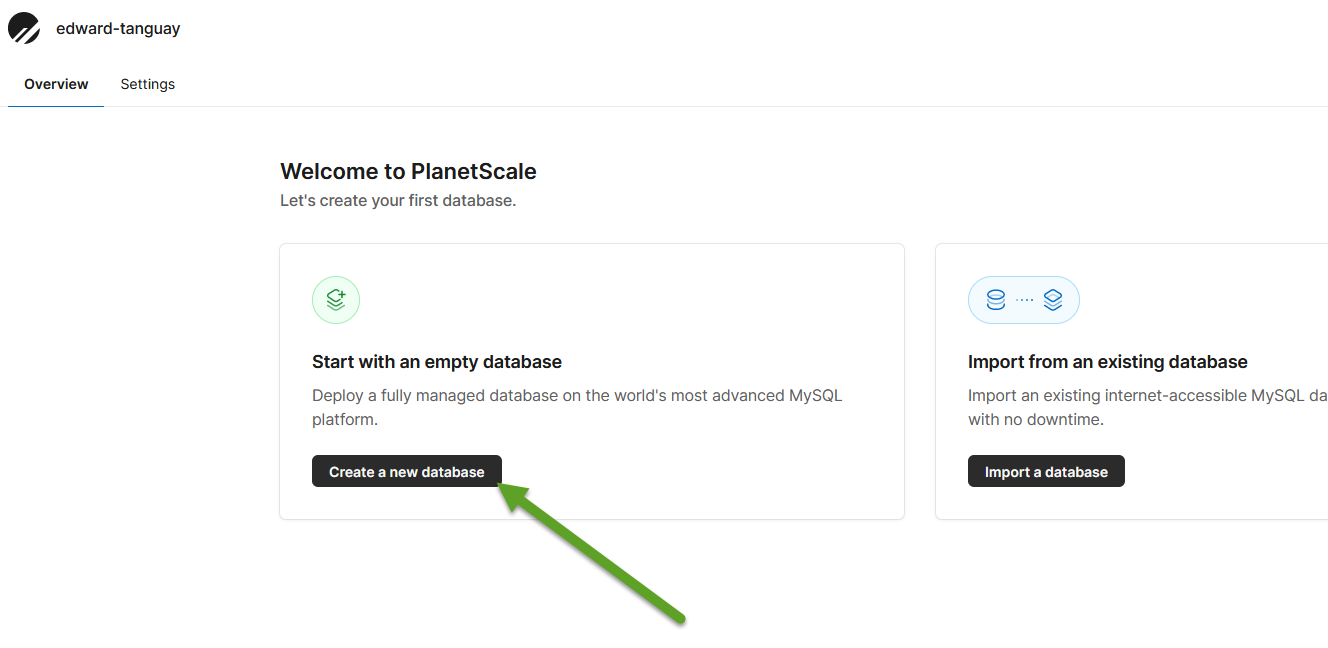 edward-tanguay
Overview
Settings
Welcome to PlanetScale
Let's create your first database.
Start with an empty database
Deploy a fully managed database on the world's most advanced MySQL
platform.
Create a new database
Import from an existing database
Import an existing internet-accessible MySQL da
with no downtime.
Import a database